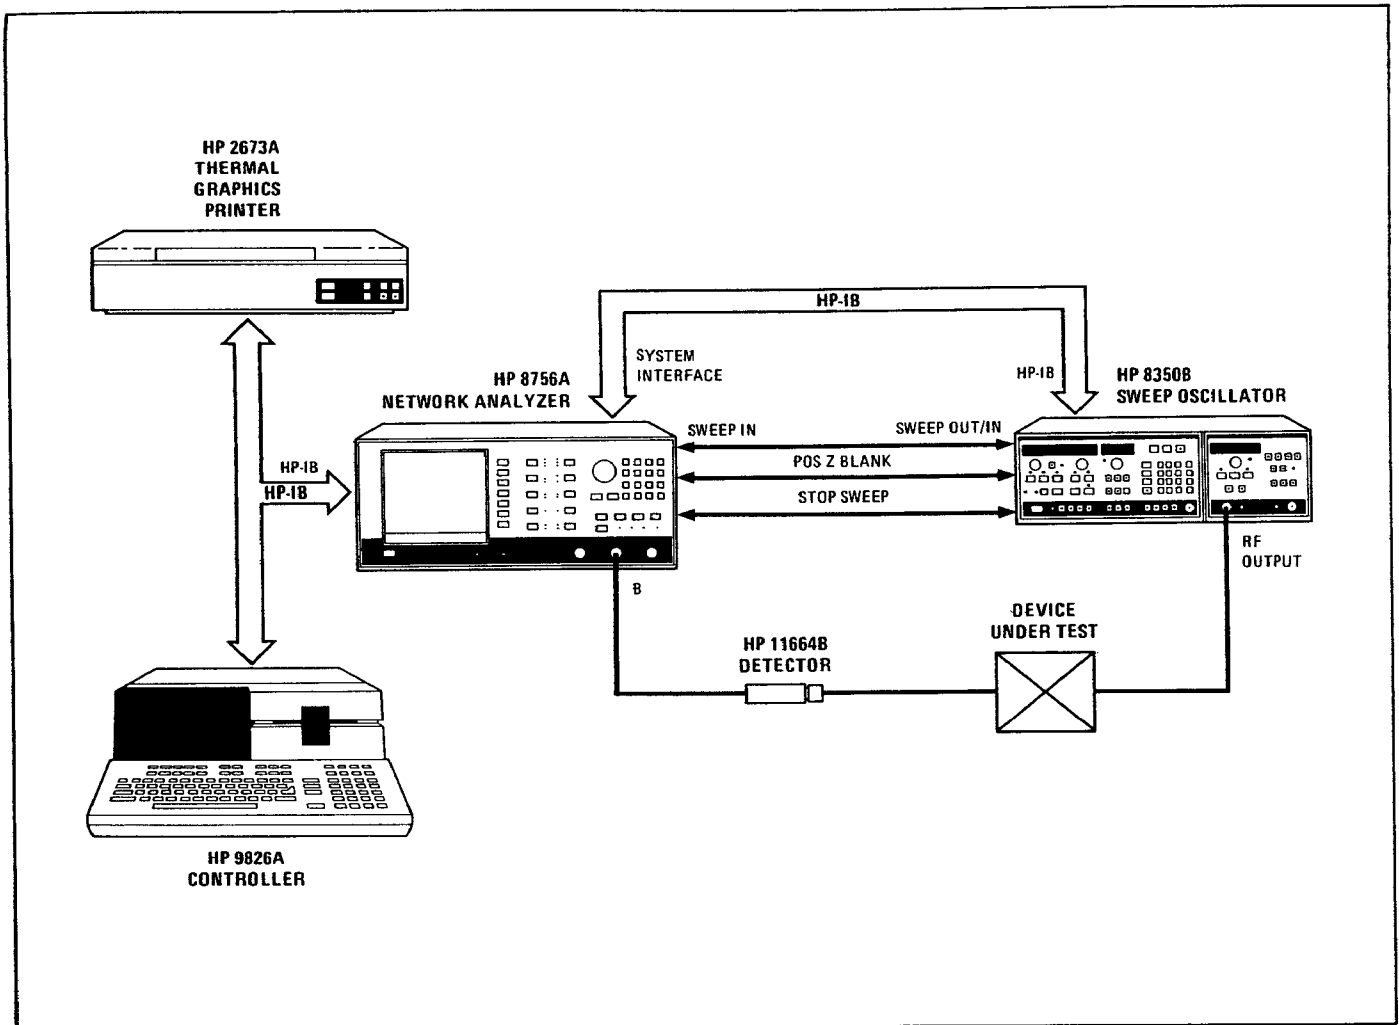 HP 2673A
THERMAL
GRAPHICS
PRINTER
HP-IB
SYSTEM
INTERFACE
HP-IB
HP 8756A
NETWORK ANALYZER
HP 8350B
SWEEP OSCILLATOR
SWEEP IN
SWEEP OUT/IN
POS Z BLANK
STOP SWEEP
HP-IB
HP-IB
RF
OUTPUT
B
DEVICE
UNDER TEST
HP 11664B
DETECTOR
HP 9826A
CONTROLLER